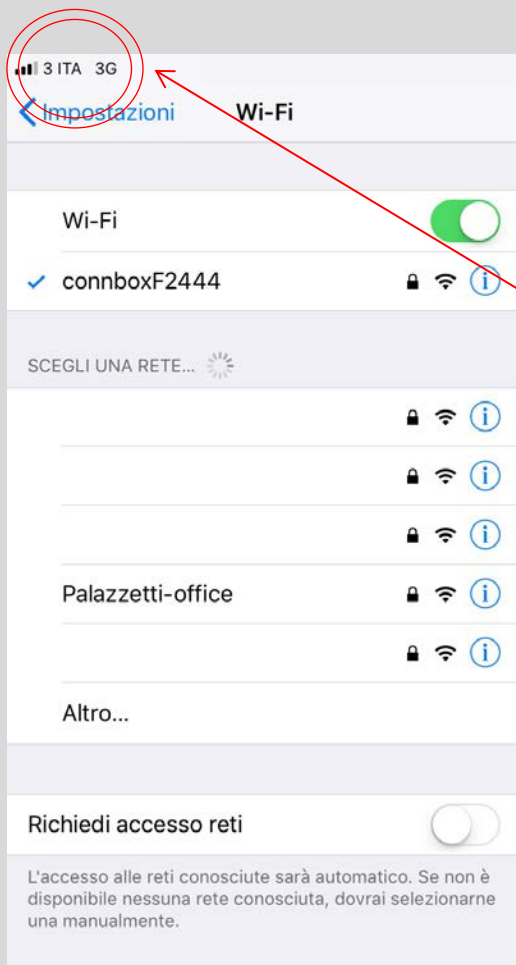 3 ITA 3G
Impostazioni Wi-Fi
Wi-Fi
connboxF2444
SCEGLI UNA RETE...
Palazzetti-office
Altro...
Richiedi accesso reti
L'accesso alle reti conosciute sarà automatico. Se non è
disponibile nessuna rete conosciuta, dovrai selezionarne
una manualmente.